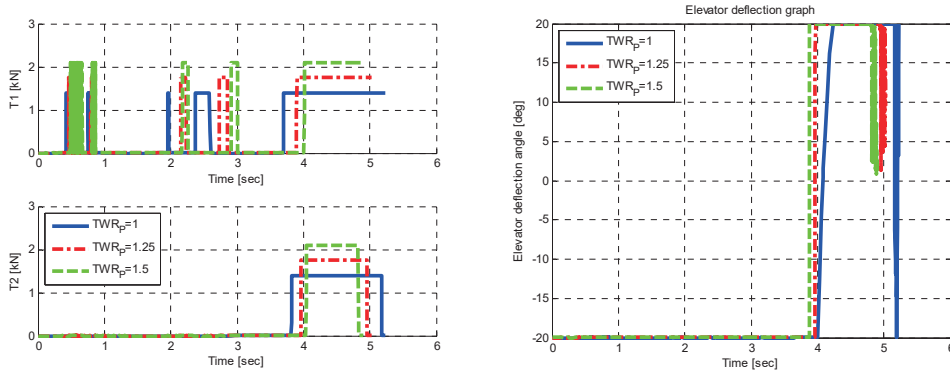 3
2
1
0
T1 [kN]
0 1 2 3 4 5 6
Time [sec]
3
2
1
0
T2 [kN]
TWR_P=1
TWR_P=1.25
TWR_P=1.5
0 1 2 3 4 5 6
Time [sec]
Elevator deflection graph
20
15
10
5
0
-5
-10
-15
-20
Elevator deflection angle [deg]
TWR_P=1
TWR_P=1.25
TWR_P=1.5
0 1 2 3 4 5 6
Time [sec]